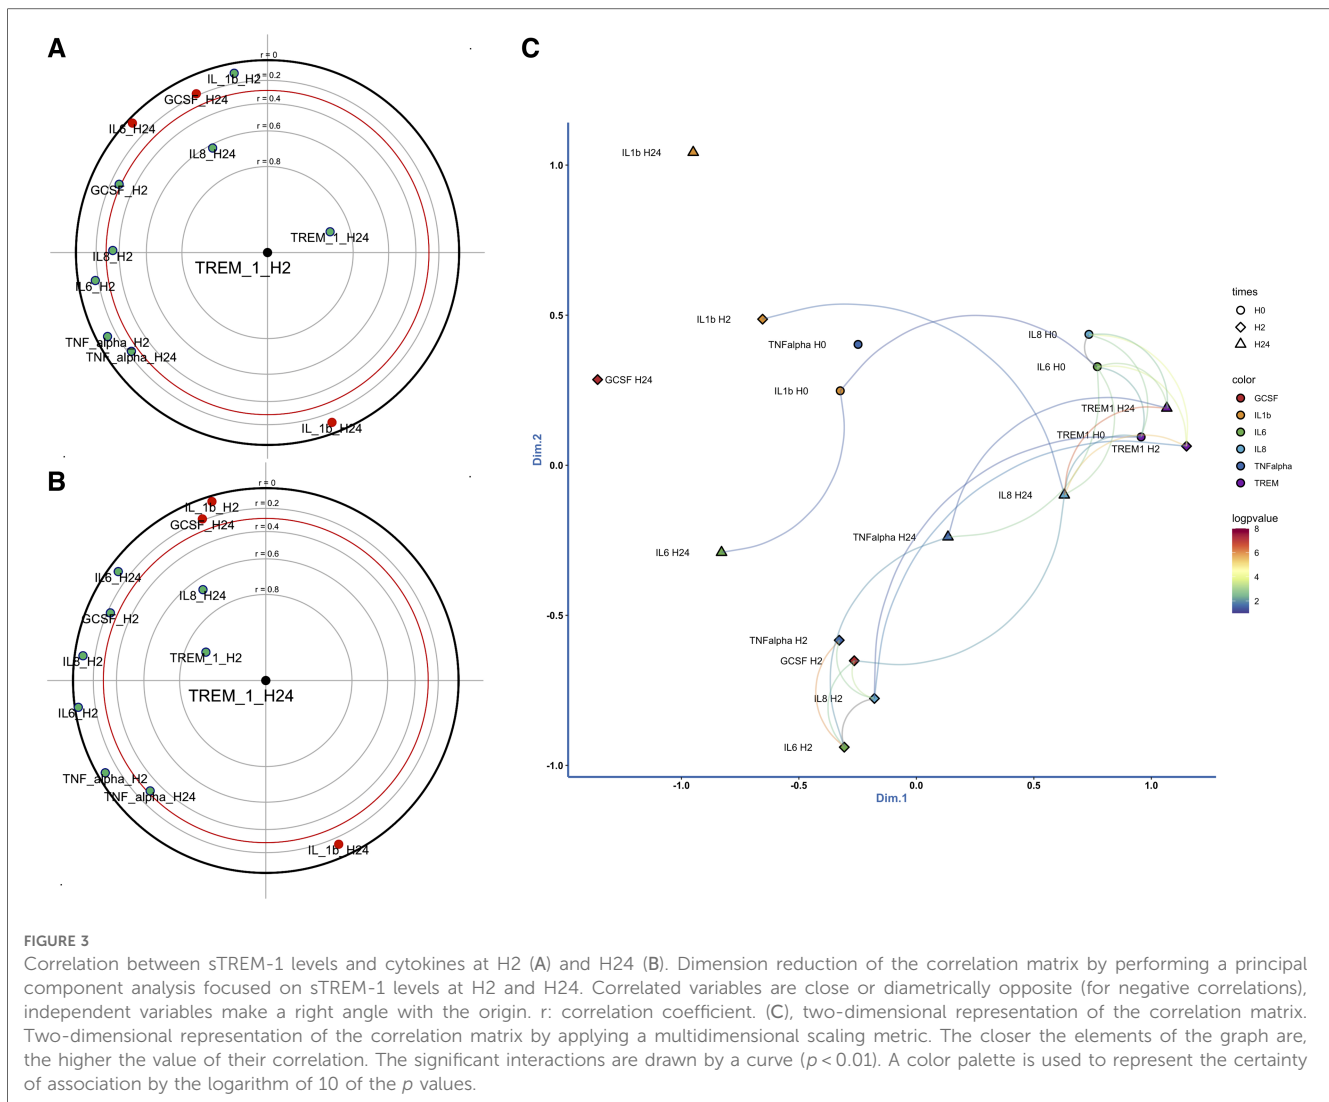 A
r = 0
IL_1b_H2
r = 0.2
GCSF_H24
r = 0.4
IL6_H24
r = 0.6
IL8_H24
r = 0.8
GCSF_H2
TREM_1_H24
IL8_H2
TREM_1_H2
IL6_H2
TNF_alpha_H2
TNF_alpha_H24
IL_1b_H24
B
r = 0
IL_1b_H2
r = 0.2
GCSF_H24
r = 0.4
r = 0.6
IL6_H24
r = 0.8
IL8_H24
GCSF_H2
IL8_H2
TREM_1_H2
TREM_1_H24
IL6_H2
TNF_alpha_H2
TNF_alpha_H24
IL_1b_H24
C
Dim.2
1.0
0.5
0.0
-0.5
-1.0
IL1b H24
IL1b H2
TNFalpha H0
IL8 H0
IL6 H0
GCSF H24
IL1b H0
TREM1 H24
TREM1 H0
TREM1 H2
IL8 H24
TNFalpha H24
IL6 H24
TNFalpha H2
GCSF H2
IL8 H2
IL6 H2
-1.0 -0.5 0.0 0.5 1.0
Dim.1
times
H0
H2
H24
color
GCSF
IL1b
IL6
IL8
TNFalpha
TREM
logpvalue
8
6
4
2
FIGURE 3
Correlation between sTREM-1 levels and cytokines at H2 (A) and H24 (B). Dimension reduction of the correlation matrix by performing a principal
component analysis focused on sTREM-1 levels at H2 and H24. Correlated variables are close or diametrically opposite (for negative correlations),
independent variables make a right angle with the origin. r: correlation coefficient. (C), two-dimensional representation of the correlation matrix.
Two-dimensional representation of the correlation matrix by applying a multidimensional scaling metric. The closer the elements of the graph are,
the higher the value of their correlation. The significant interactions are drawn by a curve (p < 0.01). A color palette is used to represent the certainty
of association by the logarithm of 10 of the p values.